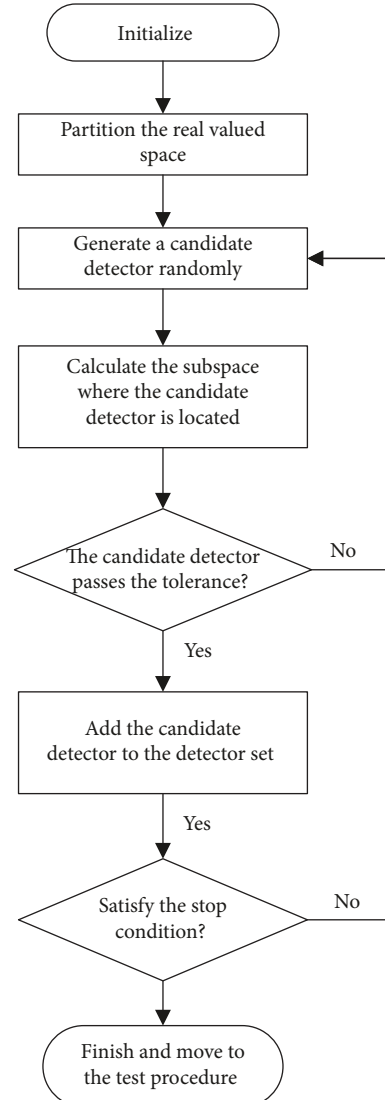 Initialize
Partition the real valued
space
Generate a candidate
detector randomly
Calculate the subspace
where the candidate
detector is located
The candidate detector
passes the tolerance?
No
Yes
Add the candidate
detector to the detector set
Yes
Satisfy the stop
condition?
No
Finish and move to
the test procedure